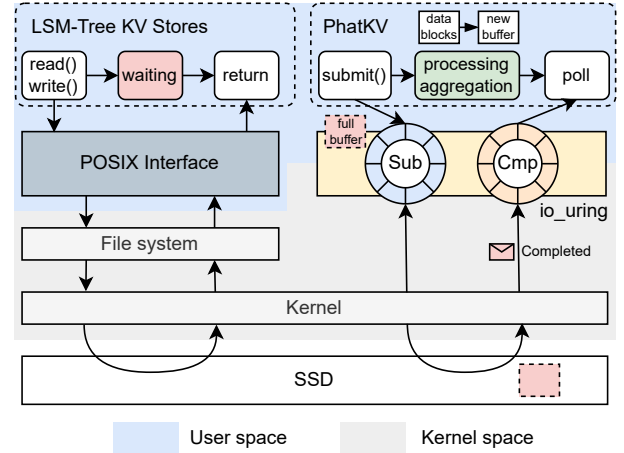 LSM-Tree KV Stores
read()
write()
waiting
return
PhatKV
data
blocks
new
buffer
submit()
processing
aggregation
poll
full
buffer
POSIX Interface
Sub
Cmp
io_uring
File system
Completed
Kernel
SSD
User space
Kernel space